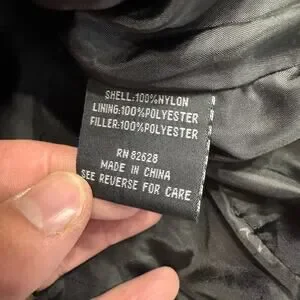 SHELL:100%NYLON
LINING:100%POLYESTER
FILLER:100%POLYESTER
RN 82628
MADE IN CHINA
SEE REVERSE FOR CARE